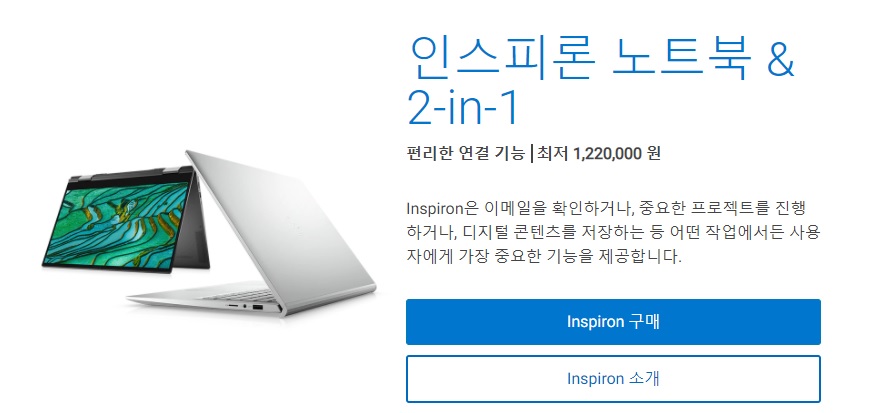 인스피론 노트북 &
2-in-1
편리한 연결 기능 | 최저 1,220,000 원
Inspiron은 이메일을 확인하거나, 중요한 프로젝트를 진행
하거나, 디지털 콘텐츠를 저장하는 등 어떤 작업에서든 사용
자에게 가장 중요한 기능을 제공합니다.
Inspiron 구매
Inspiron 소개